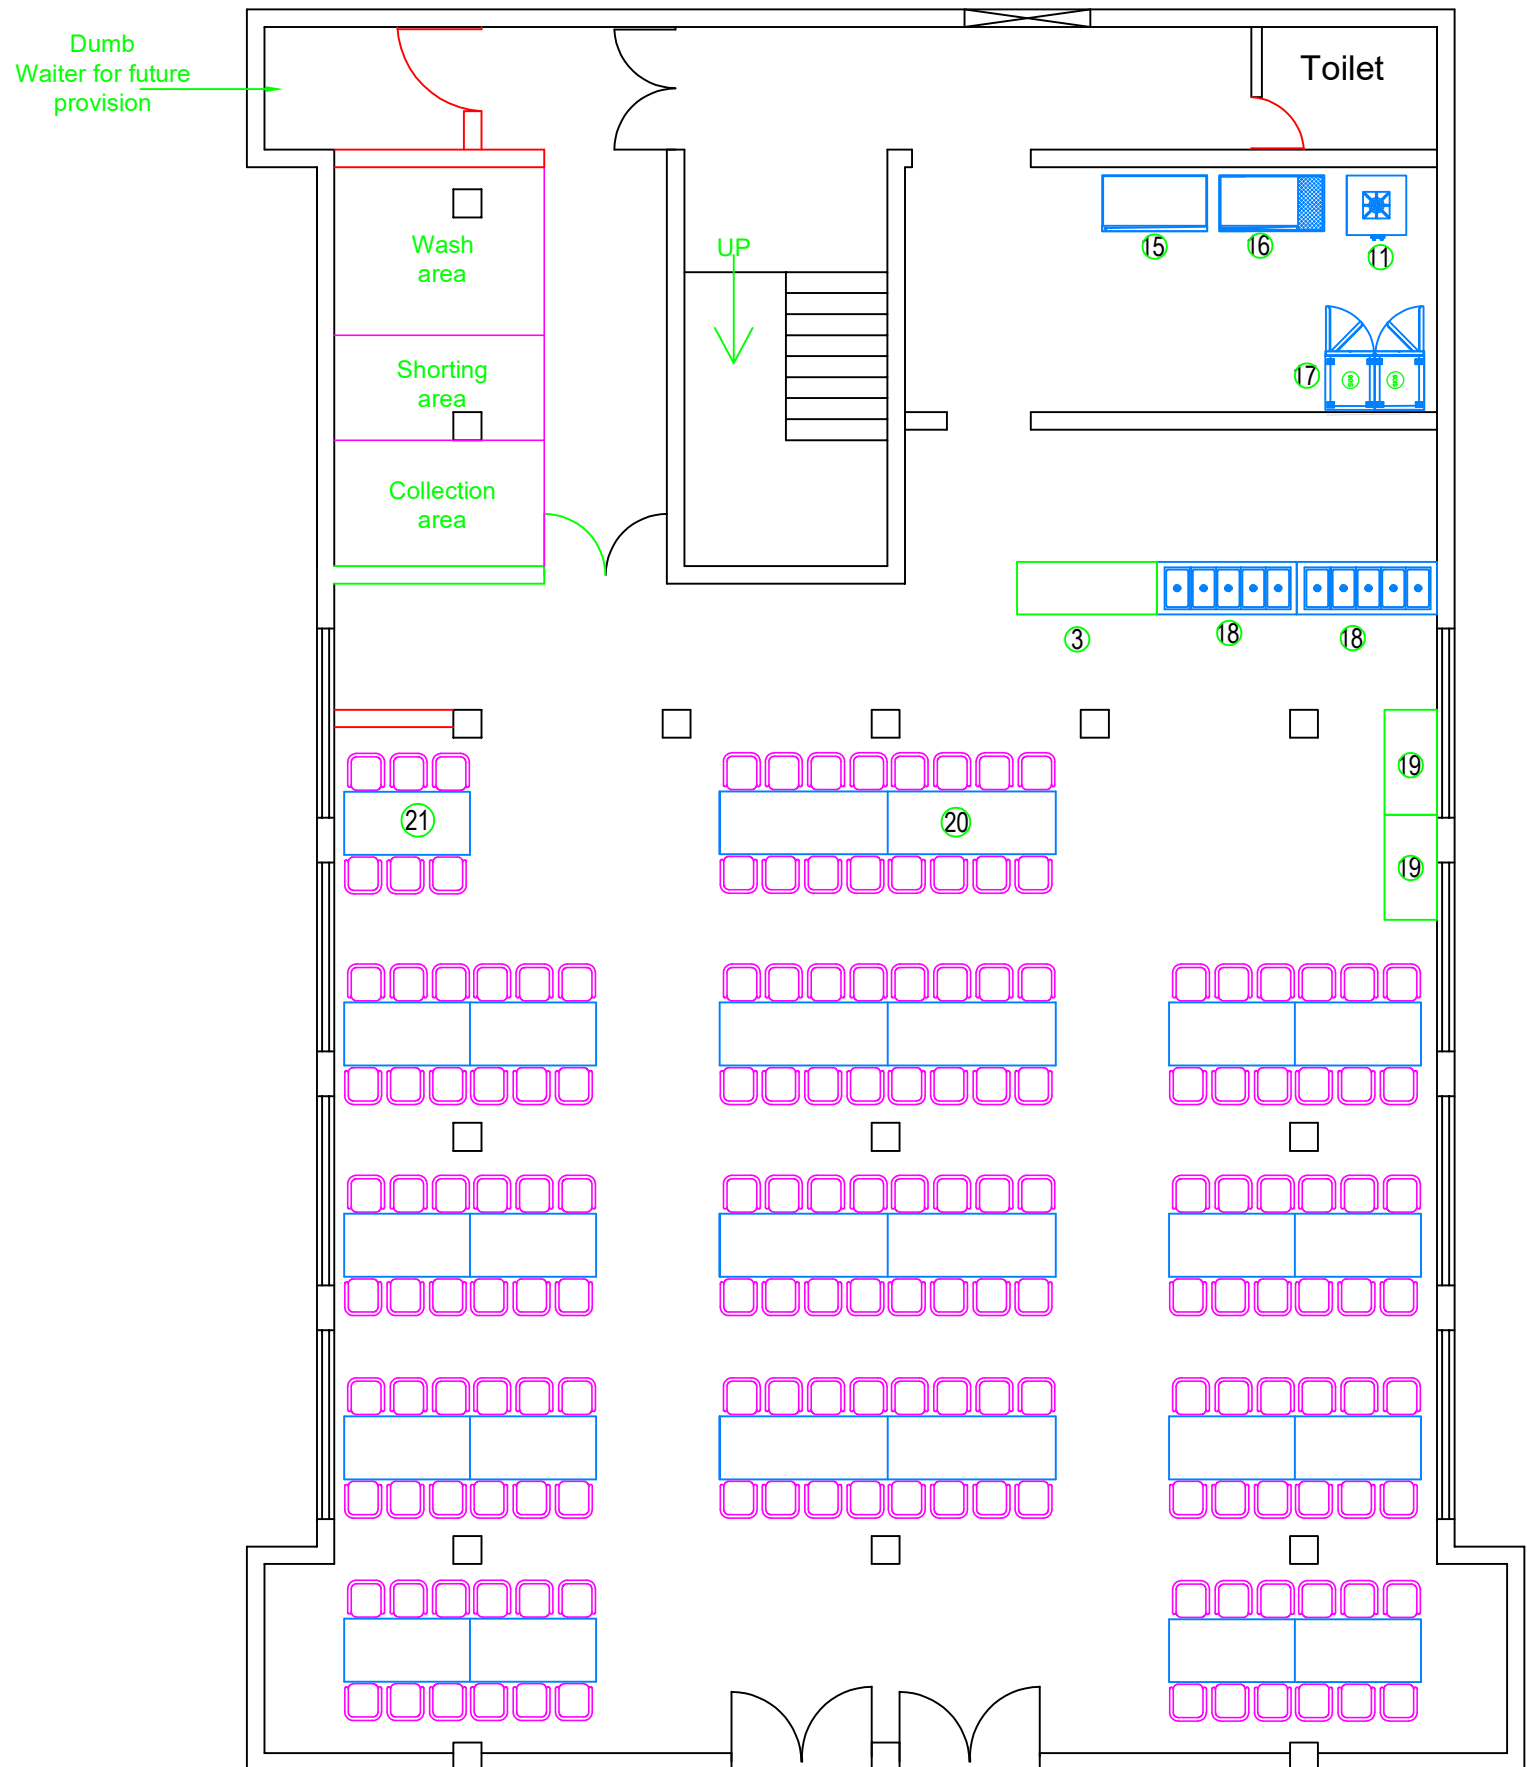 Dumb
Waiter for future
provision
Toilet
Wash
area
UP
15
16
11
Shorting
area
17
Collection
area
3
18
18
19
21
20
19